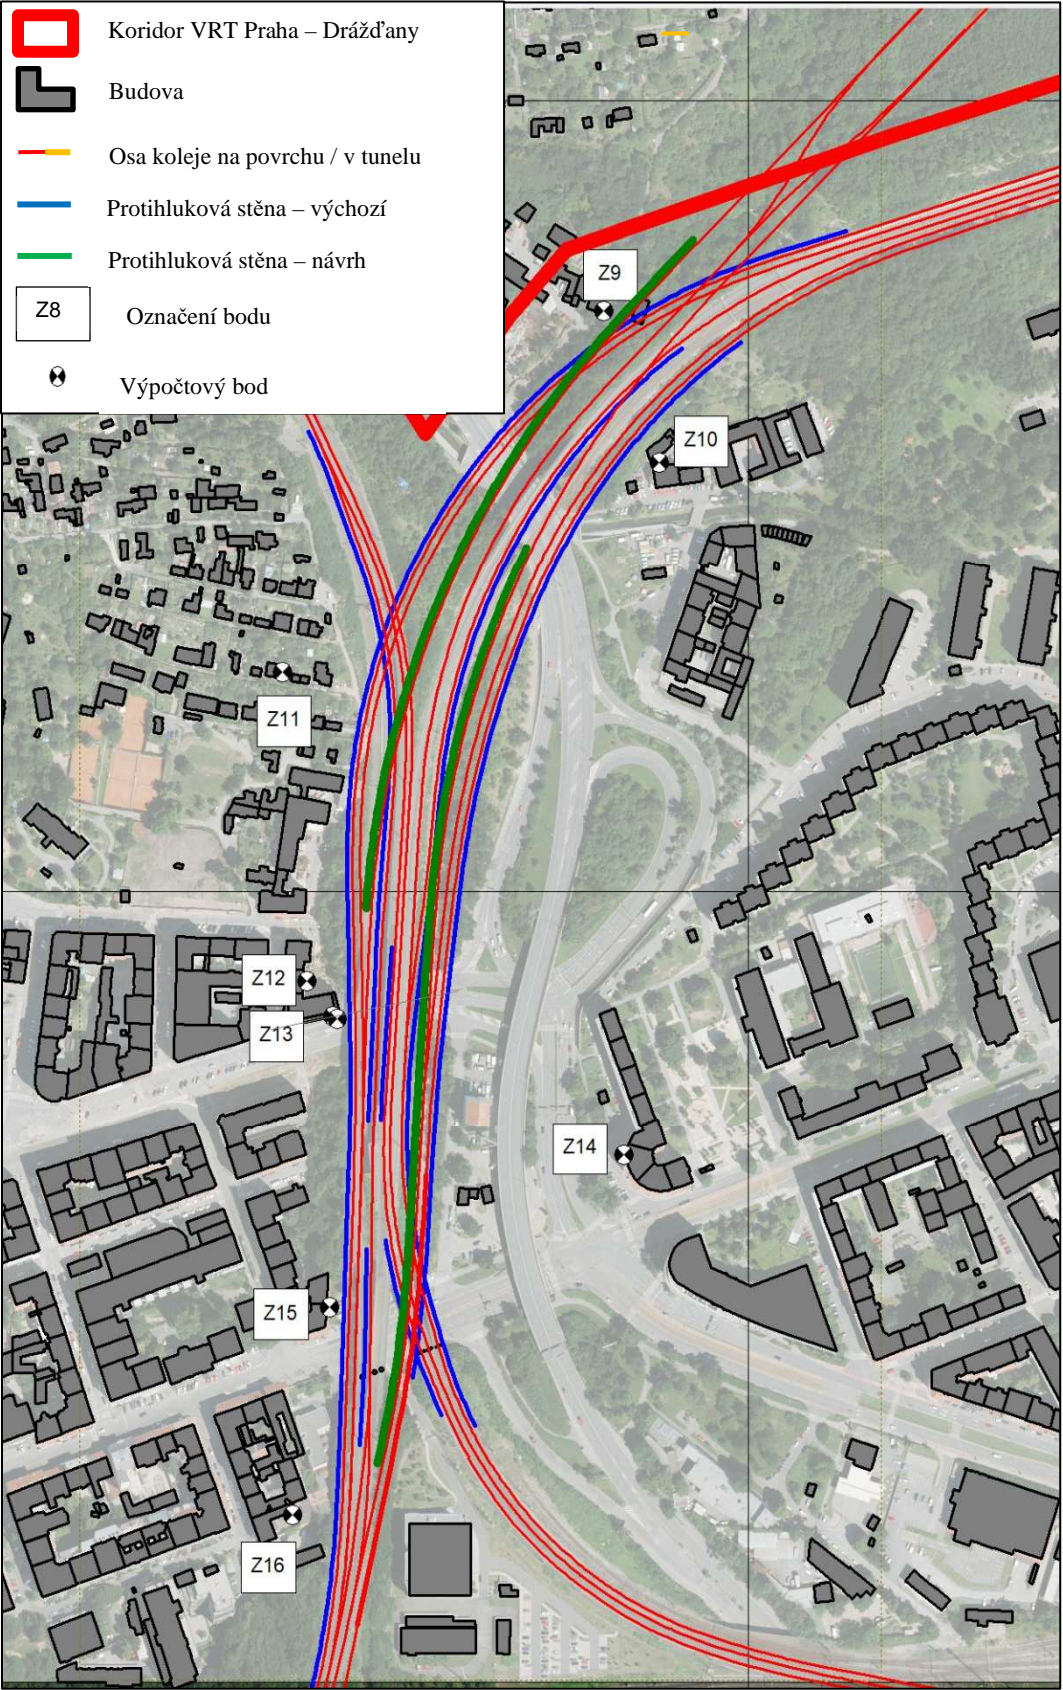 Koridor VRT Praha – Drážďany
Budova
Osa koleje na povrchu / v tunelu
Protihluková stěna – výchozí
Protihluková stěna – návrh
Z8 Označení bodu
Výpočtový bod
Z9
Z10
Z11
Z12
Z13
Z14
Z15
Z16